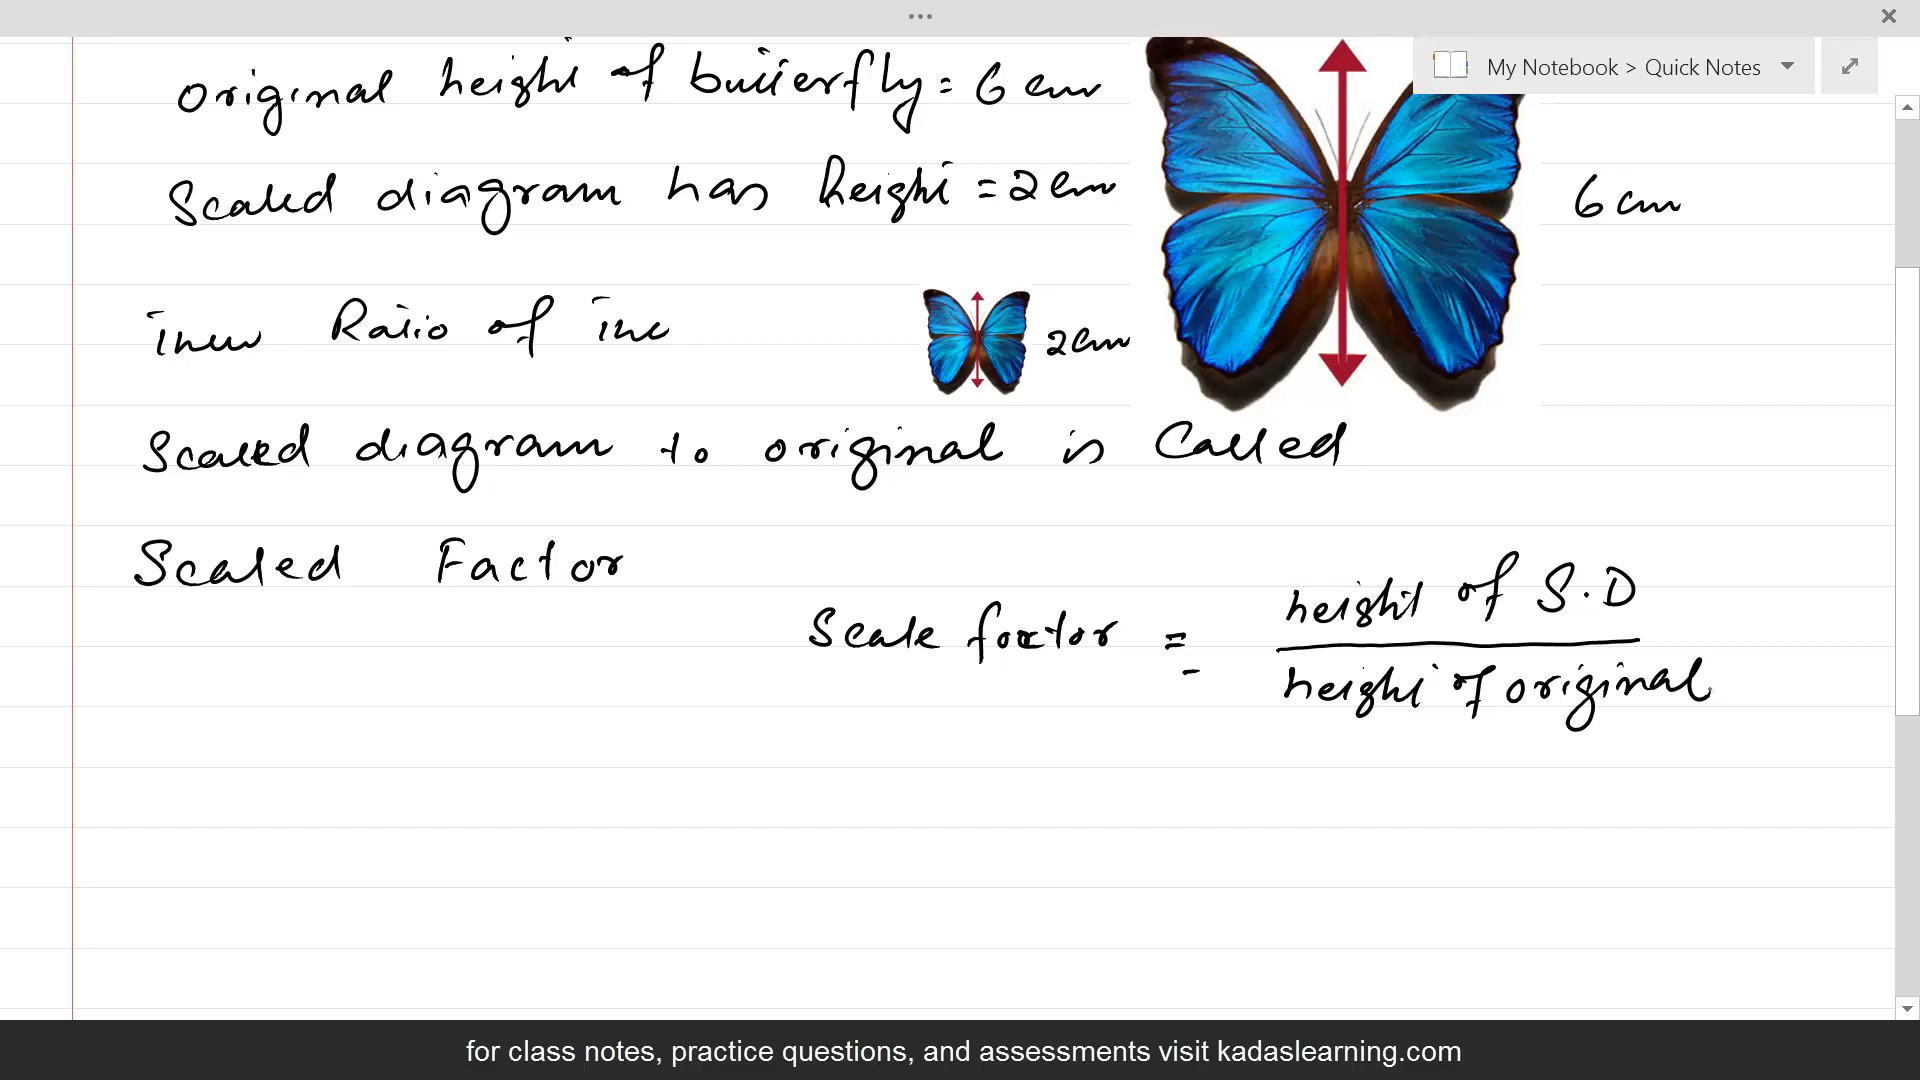 ...
My Notebook > Quick Notes
original height of butterfly = 6 cm
Scaled diagram has height = 2 cm
6 cm
then Ratio of the
2 cm
Scaled diagram to original is Called
Scaled Factor
Scale factor = height of S.D
height of original
for class notes, practice questions, and assessments visit kadaslearning.com